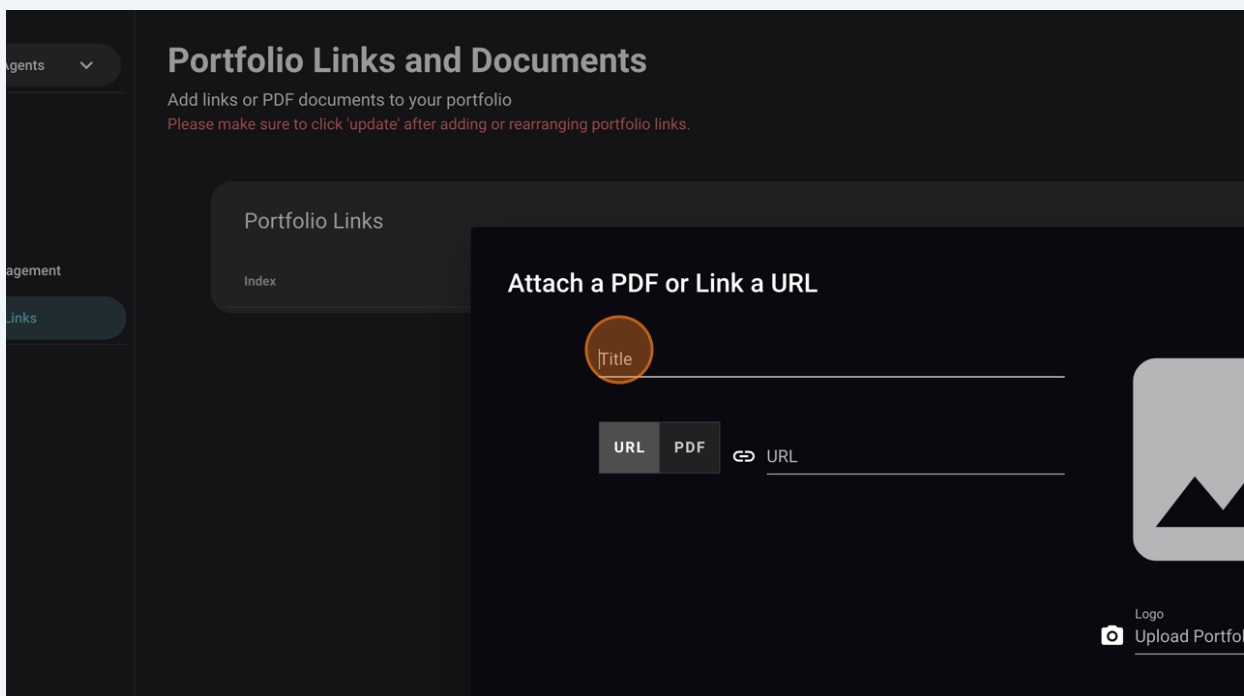 Portfolio Links and Documents
Add links or PDF documents to your portfolio
Please make sure to click 'update' after adding or rearranging portfolio links.
gents
Portfolio Links
Index
agement
Links
Attach a PDF or Link a URL
Title
URL
PDF
URL
Logo
Upload Portfol